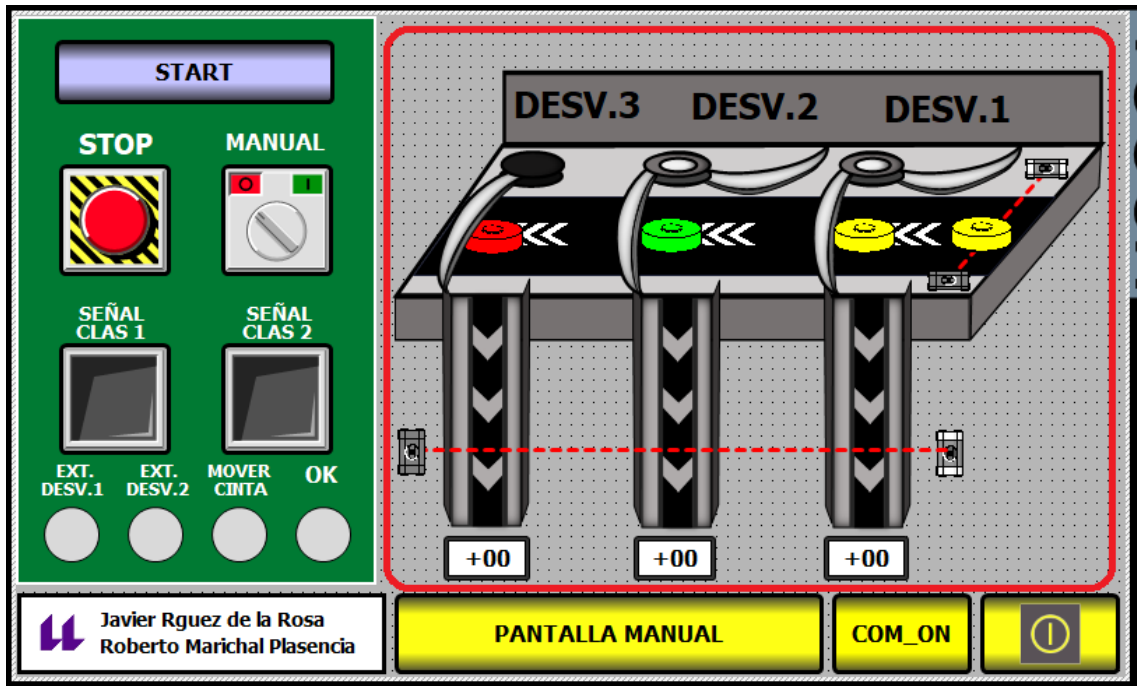 START
STOP
MANUAL
O I
SEÑAL
CLAS 1
SEÑAL
CLAS 2
EXT.
DESV.1
EXT.
DESV.2
MOVER
CINTA
OK
DESV.3
DESV.2
DESV.1
+00
+00
+00
Javier Rguez de la Rosa
Roberto Marichal Plasencia
PANTALLA MANUAL
COM_ON